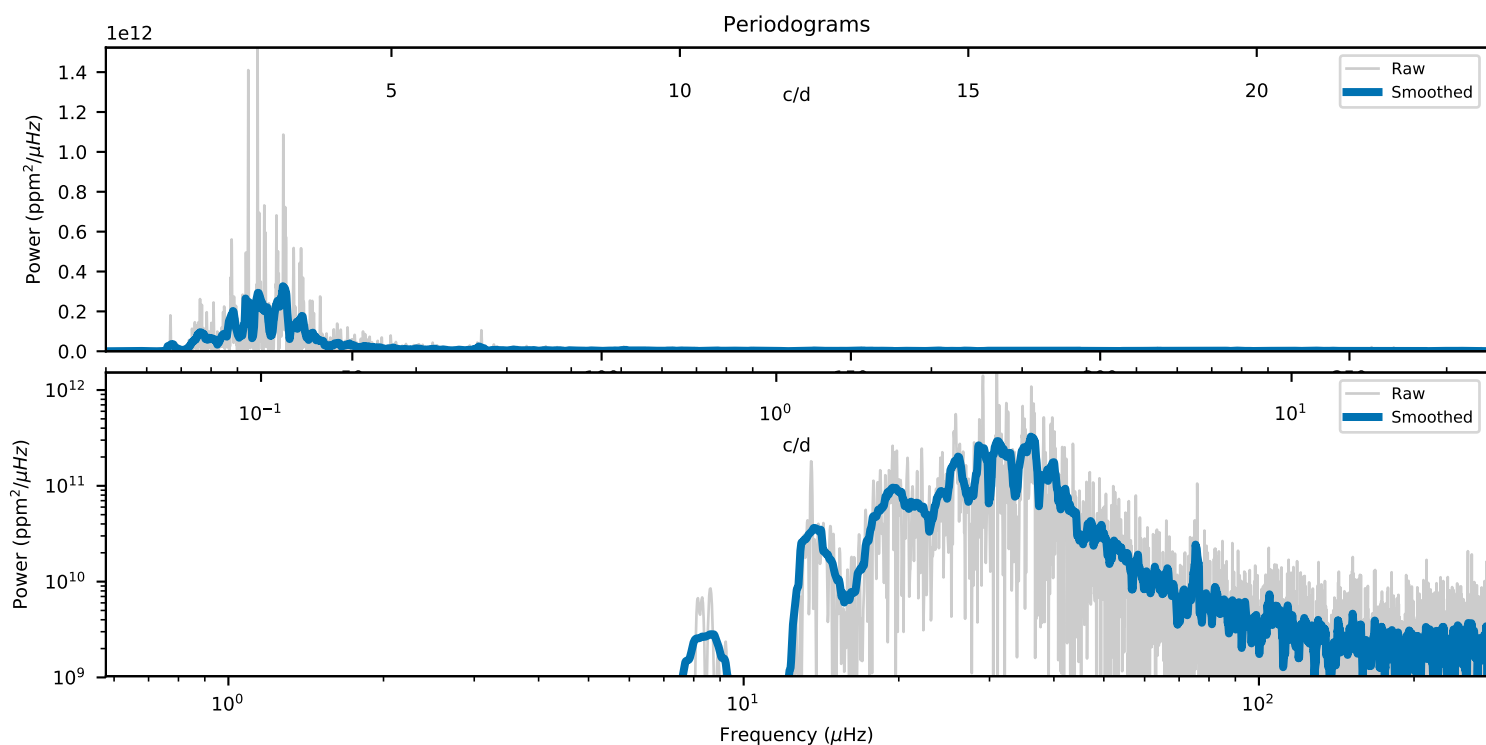 Periodograms
1e12
Power (ppm²/μHz)
1.4
1.2
1.0
0.8
0.6
0.4
0.2
0.0
5
10
15
20
c/d
Raw
Smoothed
Power (ppm²/μHz)
10¹²
10¹¹
10¹⁰
10⁹
10⁻¹
10⁰
10¹
c/d
Raw
Smoothed
10⁰
10¹
10²
Frequency (μHz)